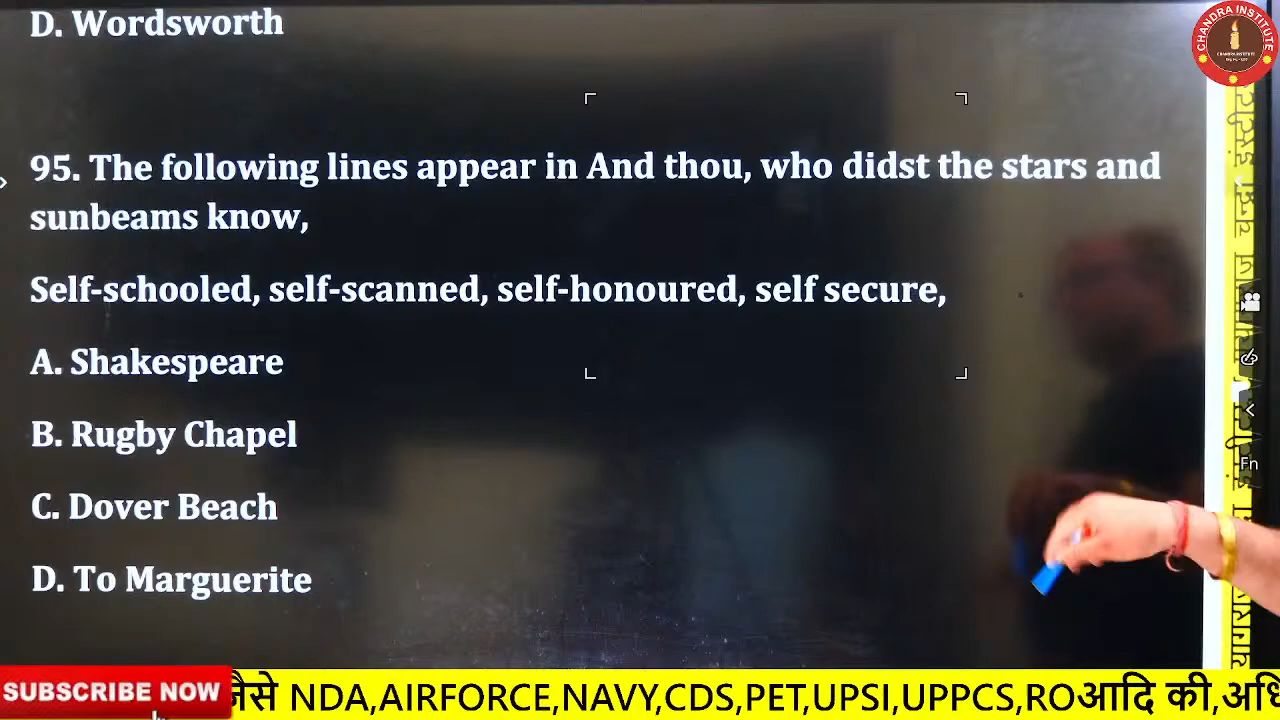 D. Wordsworth
CHANDRA INSTITUTE
95. The following lines appear in And thou, who didst the stars and
sunbeams know,
Self-schooled, self-scanned, self-honoured, self secure,
A. Shakespeare
B. Rugby Chapel
C. Dover Beach
D. To Marguerite
Fn
SUBSCRIBE NOW
जैसे NDA,AIRFORCE,NAVY,CDS,PET,UPSI,UPPCS,ROआदि की,